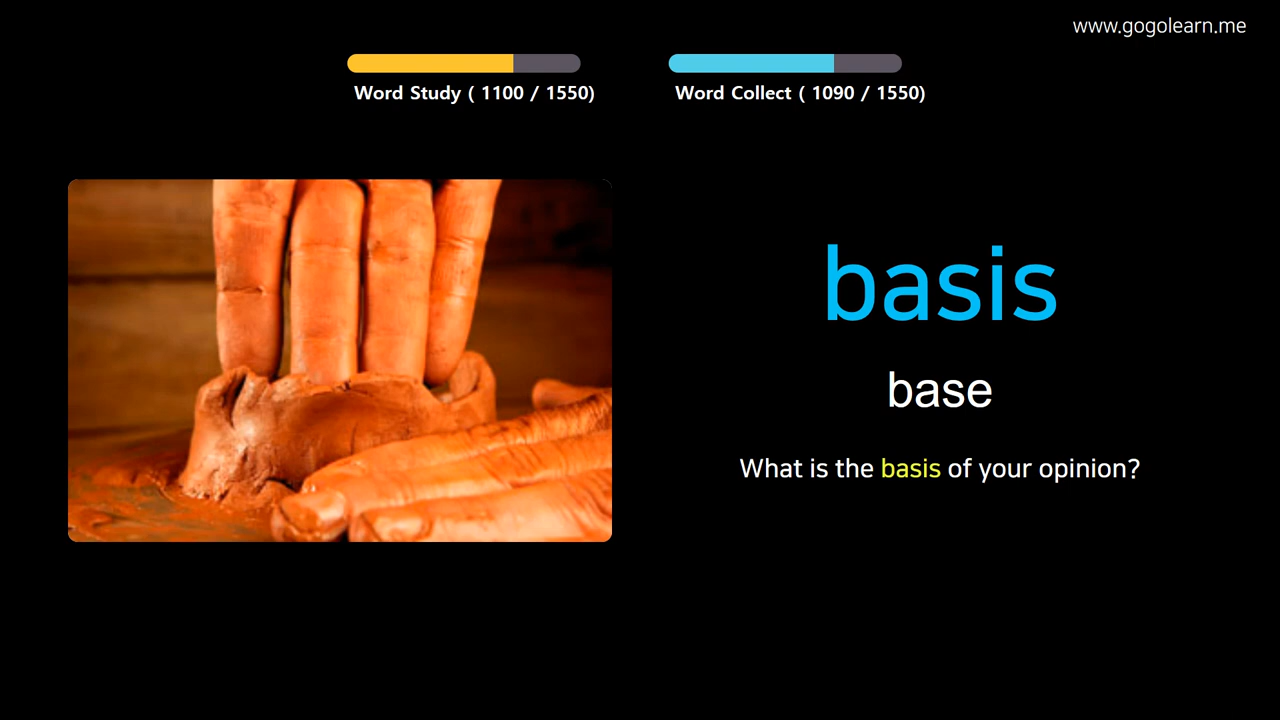 www.gogolearn.me
Word Study ( 1100 / 1550)
Word Collect ( 1090 / 1550)
basis
base
What is the basis of your opinion?